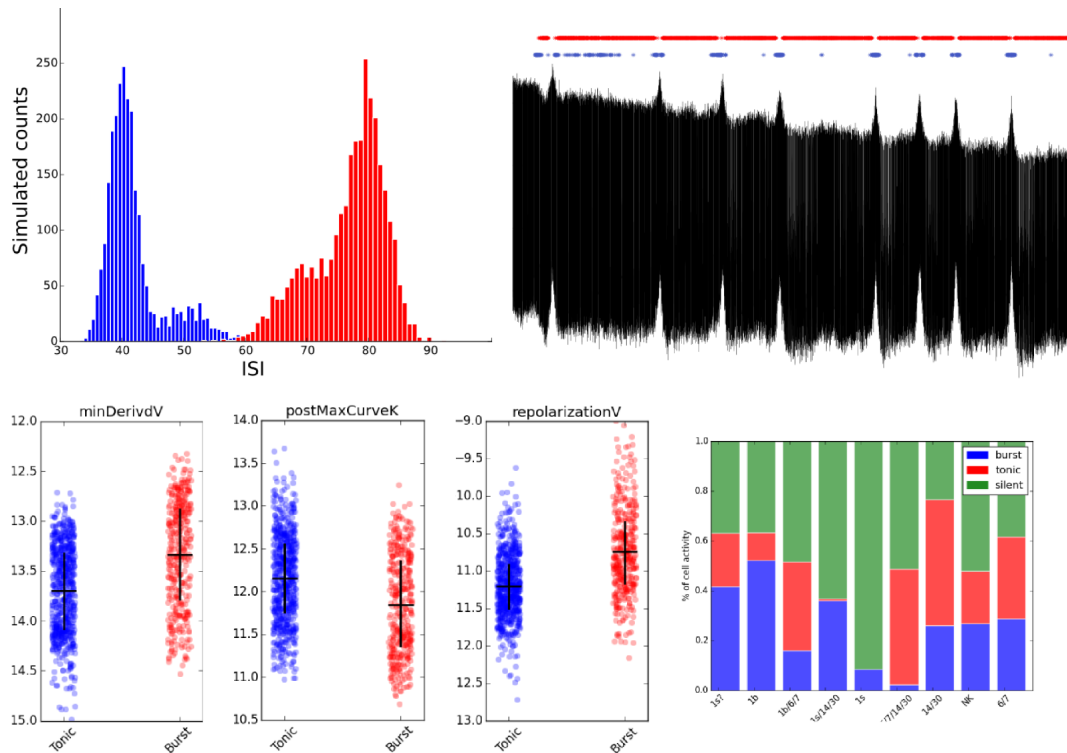 Simulated counts
250
200
150
100
50
0
30 40 50 60 70 80 90
ISI
minDerivdV
12.0
12.5
13.0
13.5
14.0
14.5
15.0
Tonic Burst
postMaxCurveK
14.0
13.5
13.0
12.5
12.0
11.5
11.0
10.5
Tonic Burst
repolarizationV
−9.0
−9.5
10.0
10.5
11.0
11.5
12.0
12.5
13.0
Tonic Burst
% of cell activity
1.0
0.8
0.6
0.4
0.2
0.0
burst
tonic
silent
1s? 1b 1b/6/7 1s/14/30 1s /7/14/30 14/30 NK 6/7